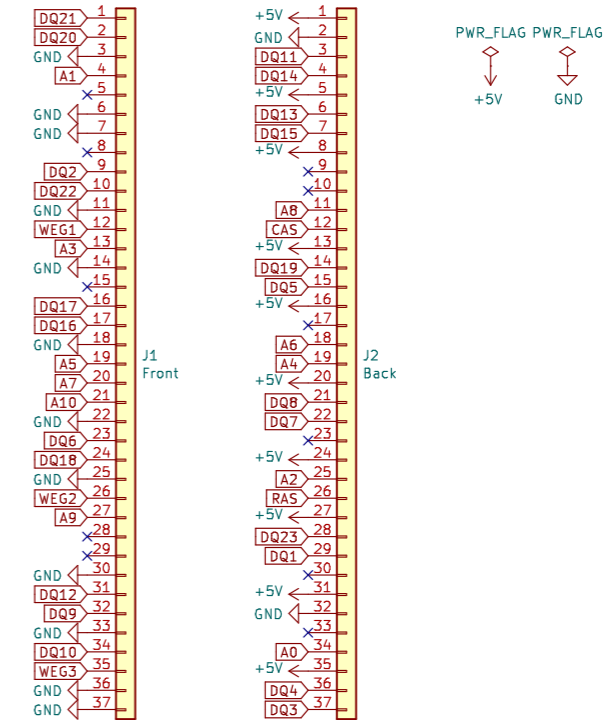 DQ21 1
DQ20 2
GND 3
A1 4
5
GND 6
GND 7
8
DQ2 9
DQ22 10
GND 11
WEG1 12
A3 13
GND 14
15
DQ17 16
DQ16 17
GND 18
A5 19
A7 20
A10 21
GND 22
DQ6 23
DQ18 24
GND 25
WEG2 26
A9 27
28
29
GND 30
DQ12 31
DQ9 32
GND 33
DQ10 34
WEG3 35
GND 36
GND 37
J1
Front
+5V 1
GND 2
DQ11 3
DQ14 4
+5V 5
DQ13 6
DQ15 7
+5V 8
9
10
A8 11
CAS 12
+5V 13
DQ19 14
DQ5 15
+5V 16
17
A6 18
A4 19
+5V 20
DQ8 21
DQ7 22
23
+5V 24
A2 25
RAS 26
+5V 27
DQ23 28
DQ1 29
30
+5V 31
GND 32
33
A0 34
+5V 35
DQ4 36
DQ3 37
J2
Back
PWR_FLAG PWR_FLAG
+5V GND